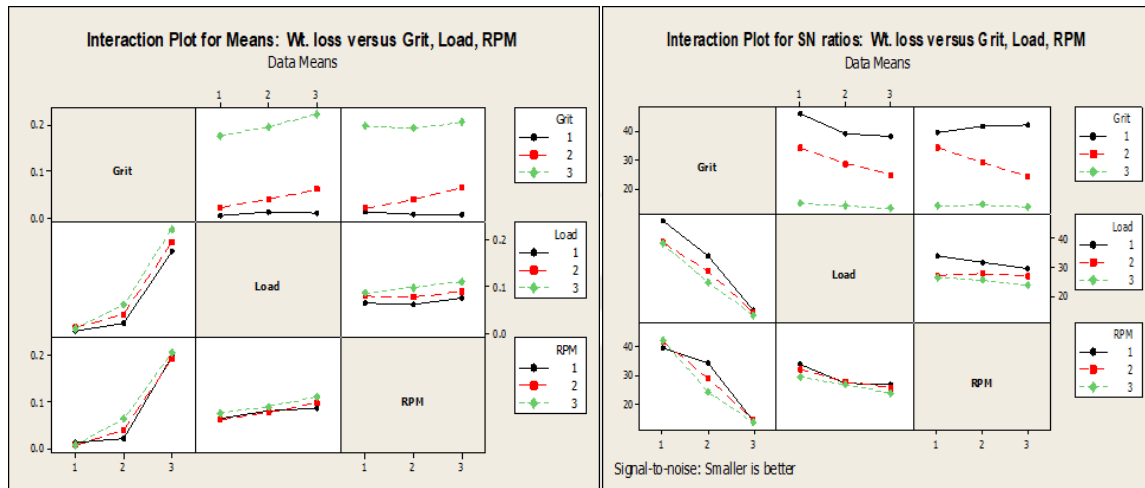 Interaction Plot for Means: Wt. loss versus Grit, Load, RPM
Data Means
1 2 3
0.2
0.1
0.0
Grit
Grit
1
2
3
Load
Load
1
2
3
0.2
0.1
0.0
0.2
0.1
0.0
RPM
RPM
1
2
3
1 2 3
1 2 3
Interaction Plot for SN ratios: Wt. loss versus Grit, Load, RPM
Data Means
1 2 3
40
30
20
Grit
Grit
1
2
3
Load
Load
1
2
3
40
30
20
40
30
20
RPM
RPM
1
2
3
1 2 3
1 2 3
Signal-to-noise: Smaller is better